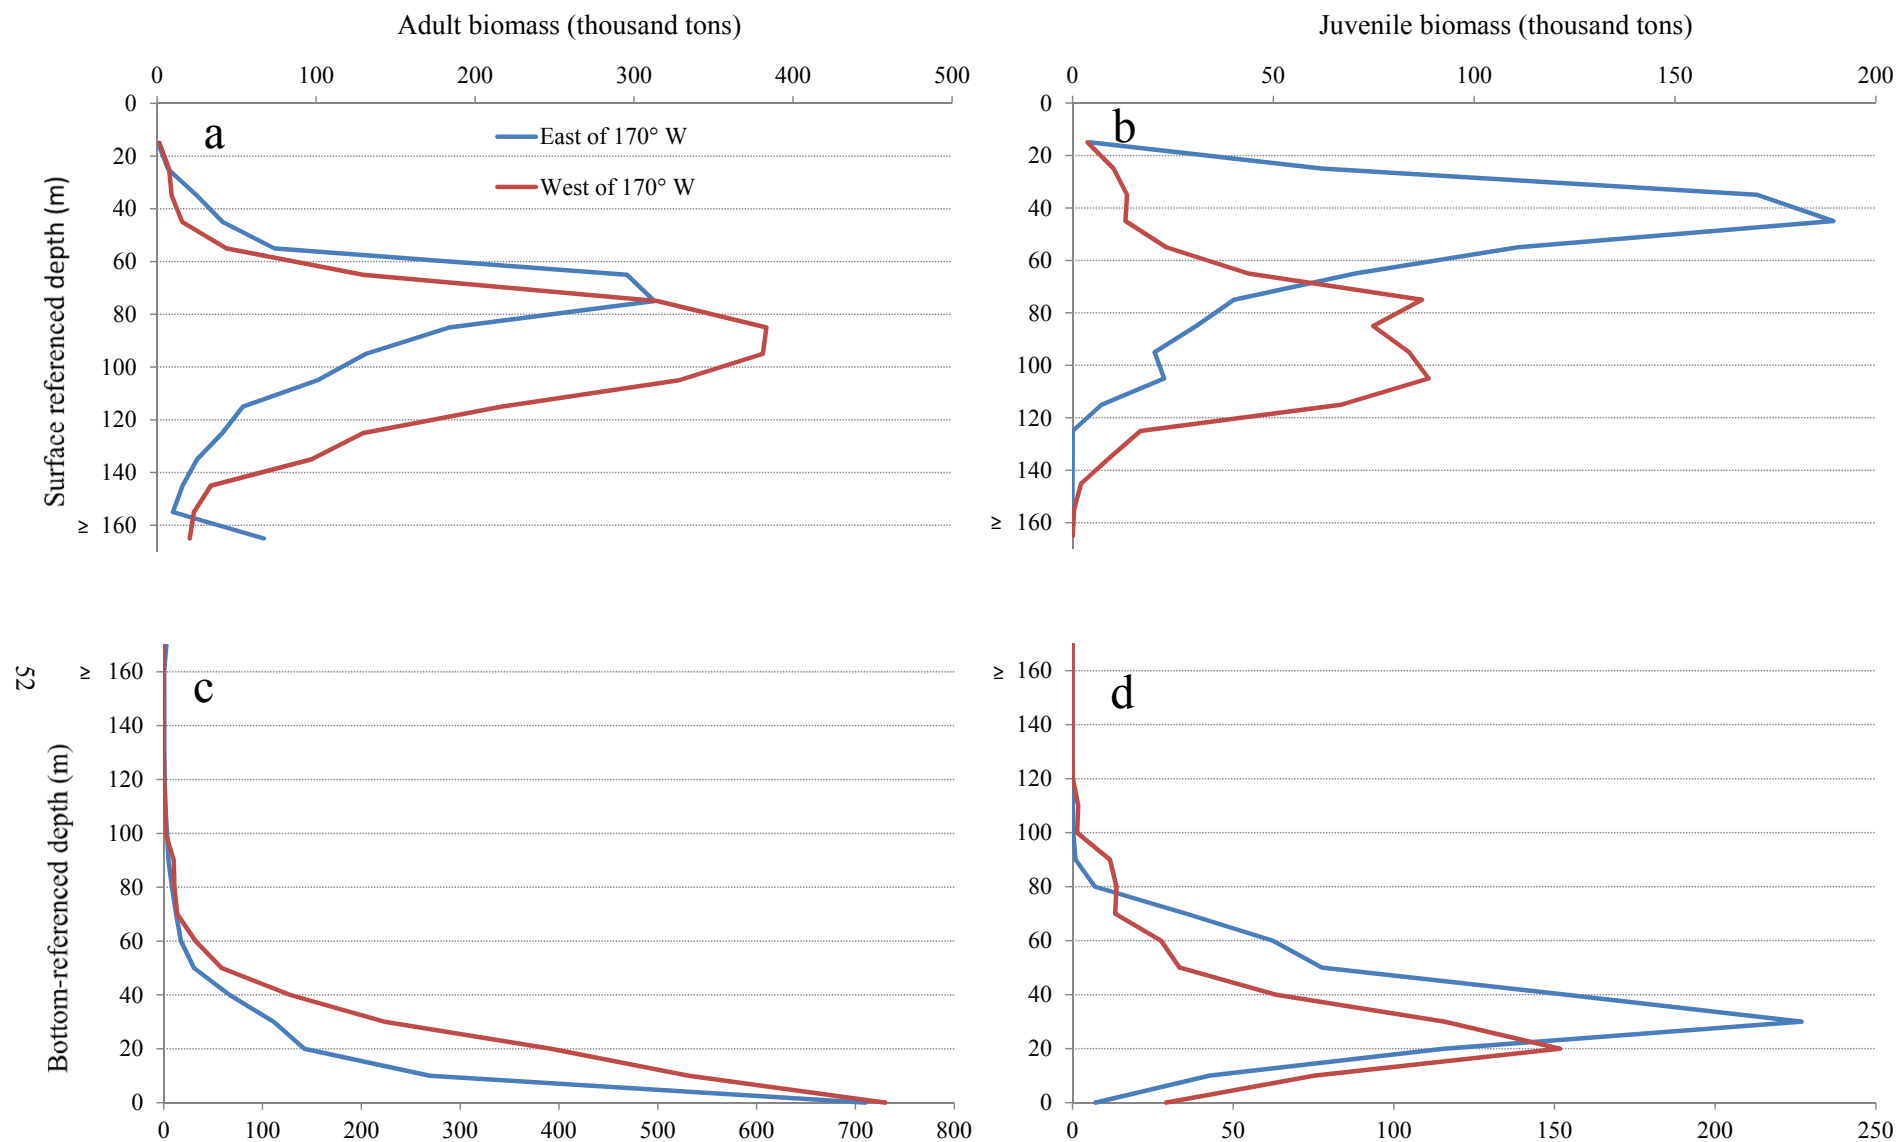 Adult biomass (thousand tons)
Juvenile biomass (thousand tons)
0 100 200 300 400 500
0 50 100 150 200
a
East of 170° W
West of 170° W
b
Surface referenced depth (m)
0
20
40
60
80
100
120
140
≥ 160
0
20
40
60
80
100
120
140
≥ 160
52
c
d
Bottom-referenced depth (m)
≥ 160
140
120
100
80
60
40
20
0
≥ 160
140
120
100
80
60
40
20
0
0 100 200 300 400 500 600 700 800
0 50 100 150 200 250